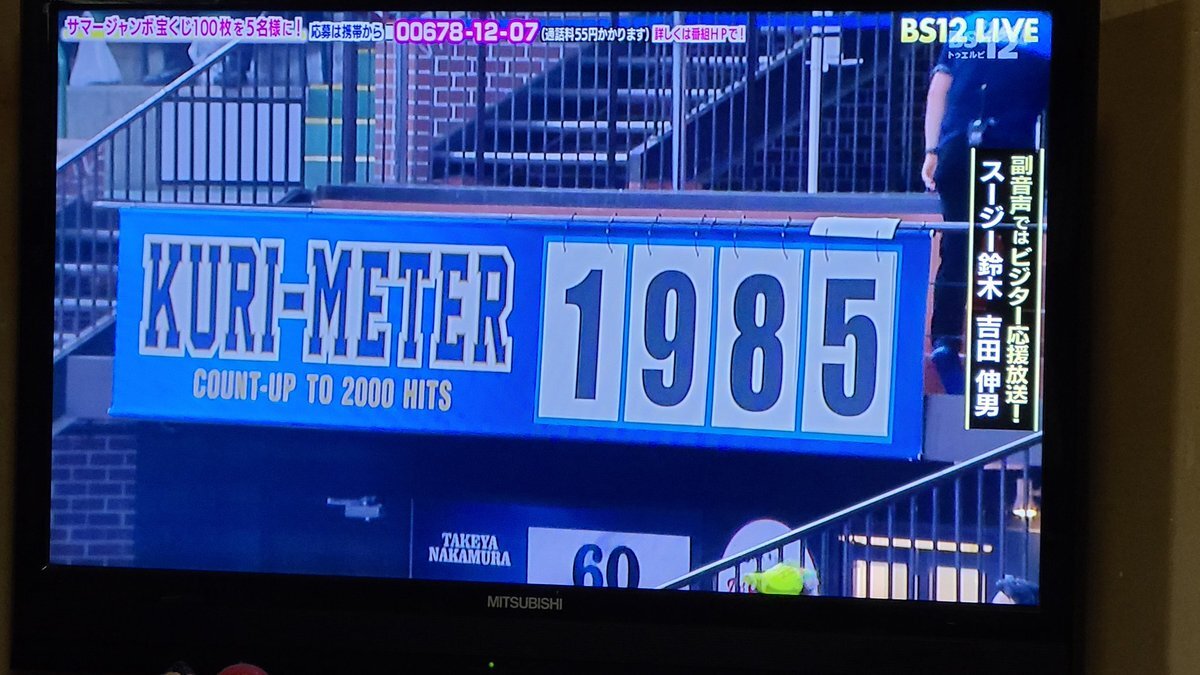 サマージャンボ宝くじ100枚を5名様に! 応募は携帯から 00678-12-07 (通話料55円かかります) 詳しくは番組HPで!
BS12 LIVE
BS12
トゥエルビ
副音声ではビジター応援放送!
スージー鈴木 吉田 伸男
KURI-METER 1985
COUNT-UP TO 2000 HITS
TAKEYA
NAKAMURA
60
MITSUBISHI